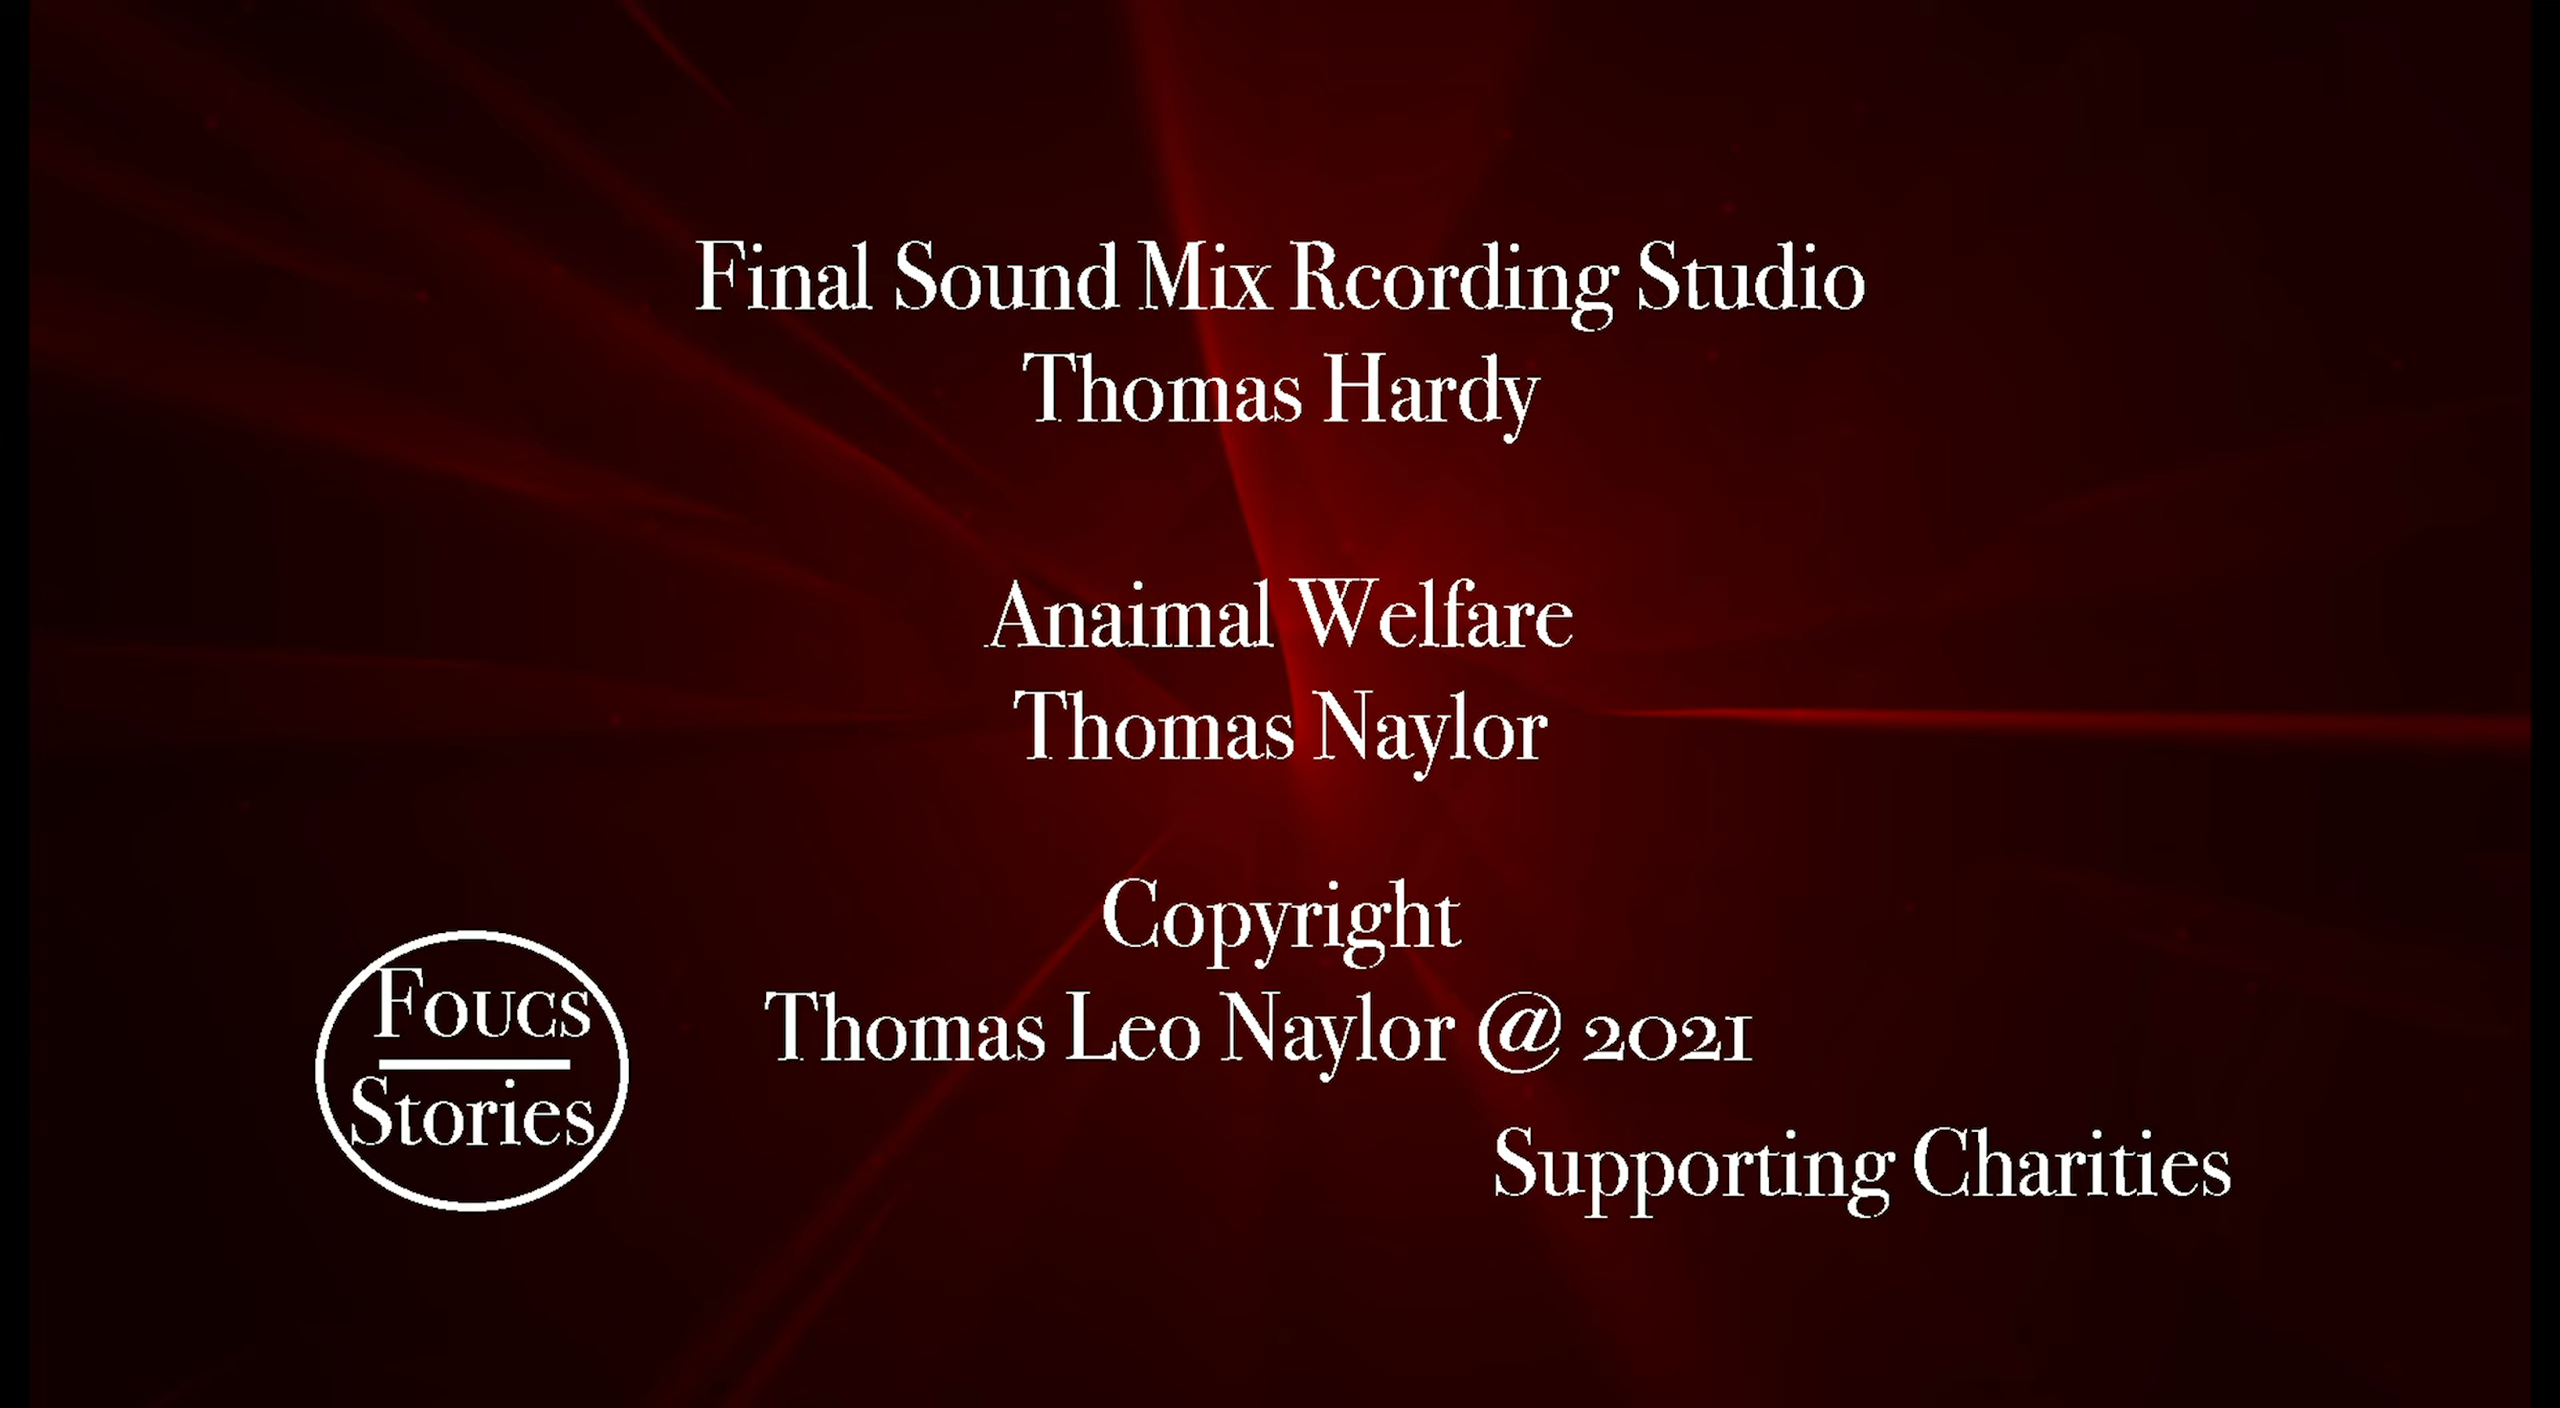 Final Sound Mix Rcording Studio
Thomas Hardy
Anaimal Welfare
Thomas Naylor
Copyright
Thomas Leo Naylor @ 2021
Foucs
Stories
Supporting Charities